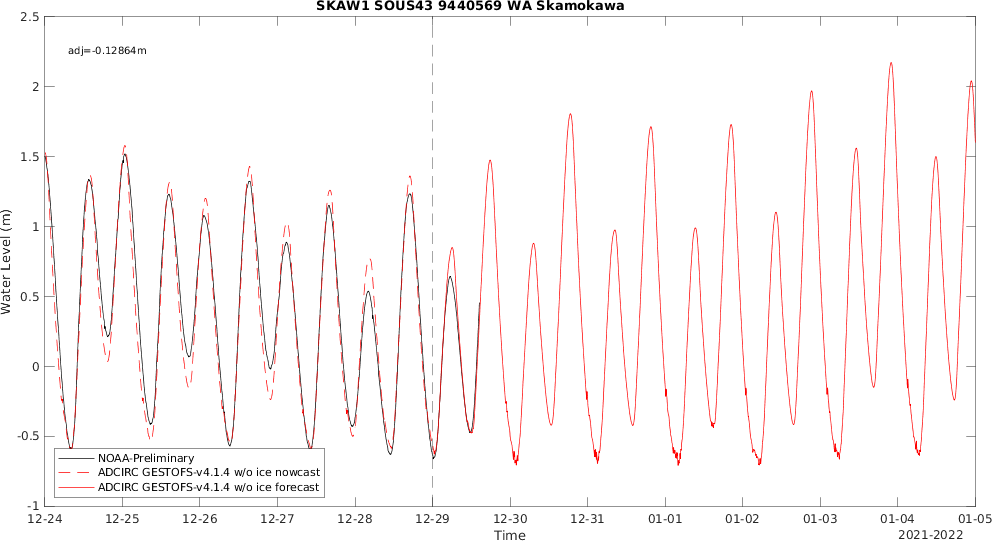 SKAW1 SOUS43 9440569 WA Skamokawa
adj=-0.12864m
2.5
2
1.5
1
0.5
0
-0.5
-1
Water Level (m)
NOAA-Preliminary
ADCIRC GESTOFS-v4.1.4 w/o ice nowcast
ADCIRC GESTOFS-v4.1.4 w/o ice forecast
12-24 12-25 12-26 12-27 12-28 12-29 12-30 12-31 01-01 01-02 01-03 01-04 01-05
Time
2021-2022